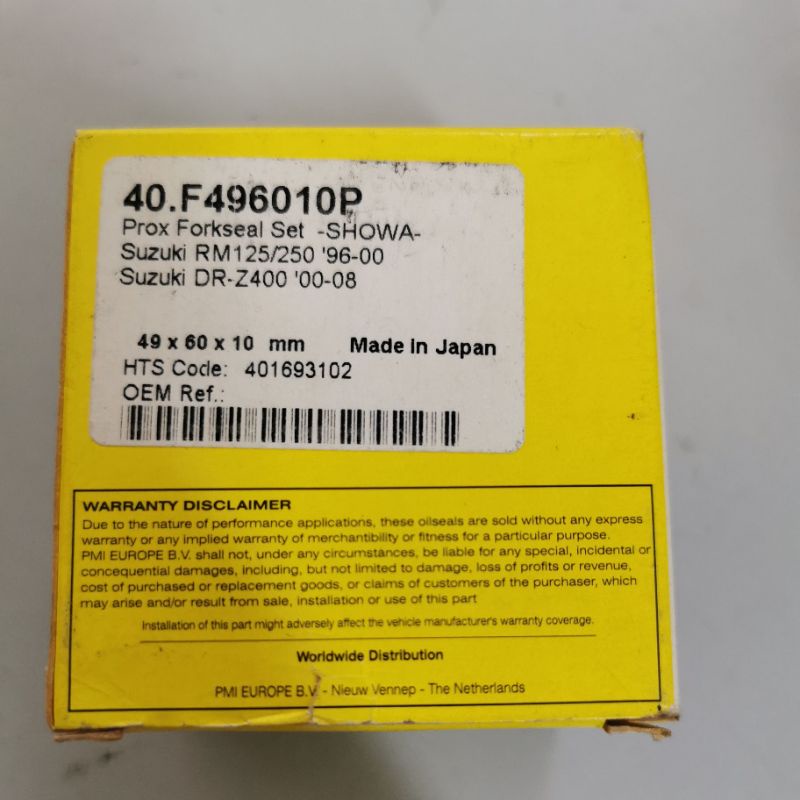 40.F496010P
Prox Forkseal Set -SHOWA-
Suzuki RM125/250 '96-00
Suzuki DR-Z400 '00-08
49 x 60 x 10 mm Made in Japan
HTS Code: 401693102
OEM Ref.:
WARRANTY DISCLAIMER
Due to the nature of performance applications, these oilseals are sold without any express
warranty or any implied warranty of merchantibility or fitness for a particular purpose.
PMI EUROPE B.V. shall not, under any circumstances, be liable for any special, incidental or
concequential damages, including, but not limited to damage, loss of profits or revenue,
cost of purchased or replacement goods, or claims of customers of the purchaser, which
may arise and/or result from sale, installation or use of this part
Installation of this part might adversely affect the vehicle manufacturer's warranty coverage.
Worldwide Distribution
PMI EUROPE B.V. - Nieuw Vennep - The Netherlands